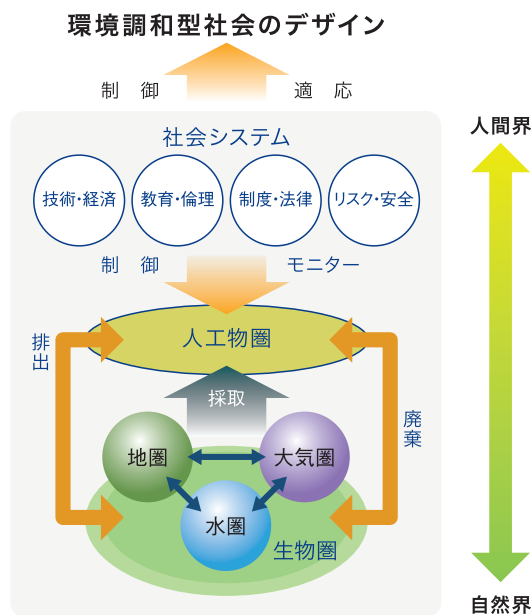 環境調和型社会のデザイン
制御
適応
人間界
社会システム
技術・経済
教育・倫理
制度・法律
リスク・安全
制御
モニター
人工物圏
排出
採取
廃棄
地圏
大気圏
水圏
生物圏
自然界